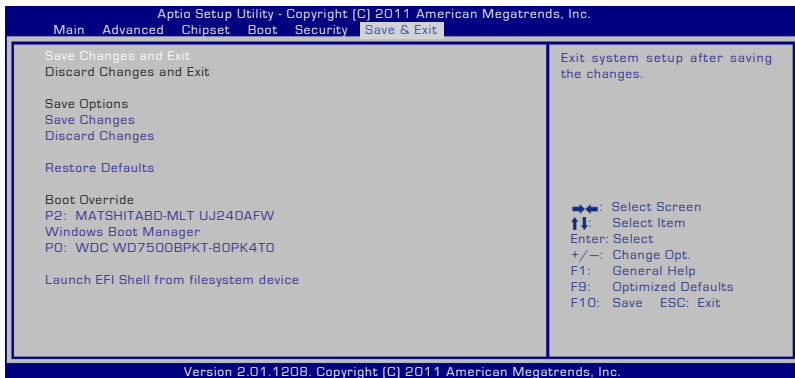 Aptio Setup Utility - Copyright (C) 2011 American Megatrends, Inc.
Main Advanced Chipset Boot Security Save & Exit
Save Changes and Exit
Discard Changes and Exit
Save Options
Save Changes
Discard Changes
Restore Defaults
Boot Override
P2: MATSHITABD-MLT UJ240AFW
Windows Boot Manager
P0: WDC WD7500BPKT-80PK4T0
Launch EFI Shell from filesystem device
Exit system setup after saving
the changes.
→←: Select Screen
↑↓: Select Item
Enter: Select
+/—: Change Opt.
F1: General Help
F9: Optimized Defaults
F10: Save ESC: Exit
Version 2.01.1208. Copyright (C) 2011 American Megatrends, Inc.